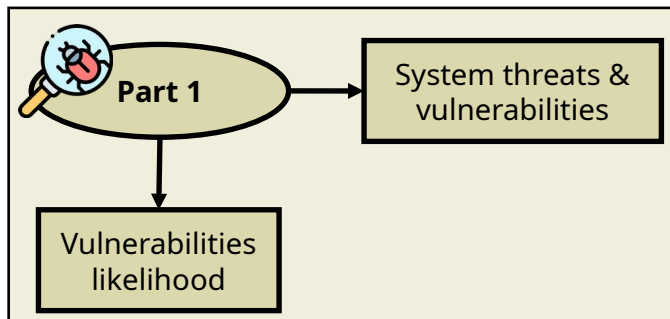 Part 1
System threats &
vulnerabilities
Vulnerabilities
likelihood